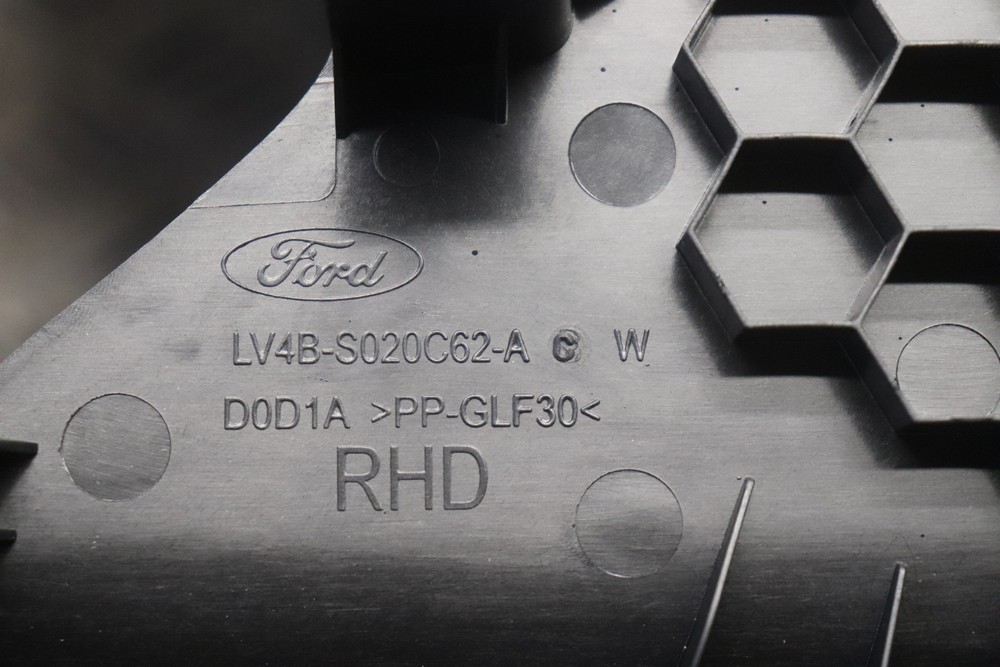 Ford
LV4B-S020C62-A C W
D0D1A >PP-GLF30<
RHD